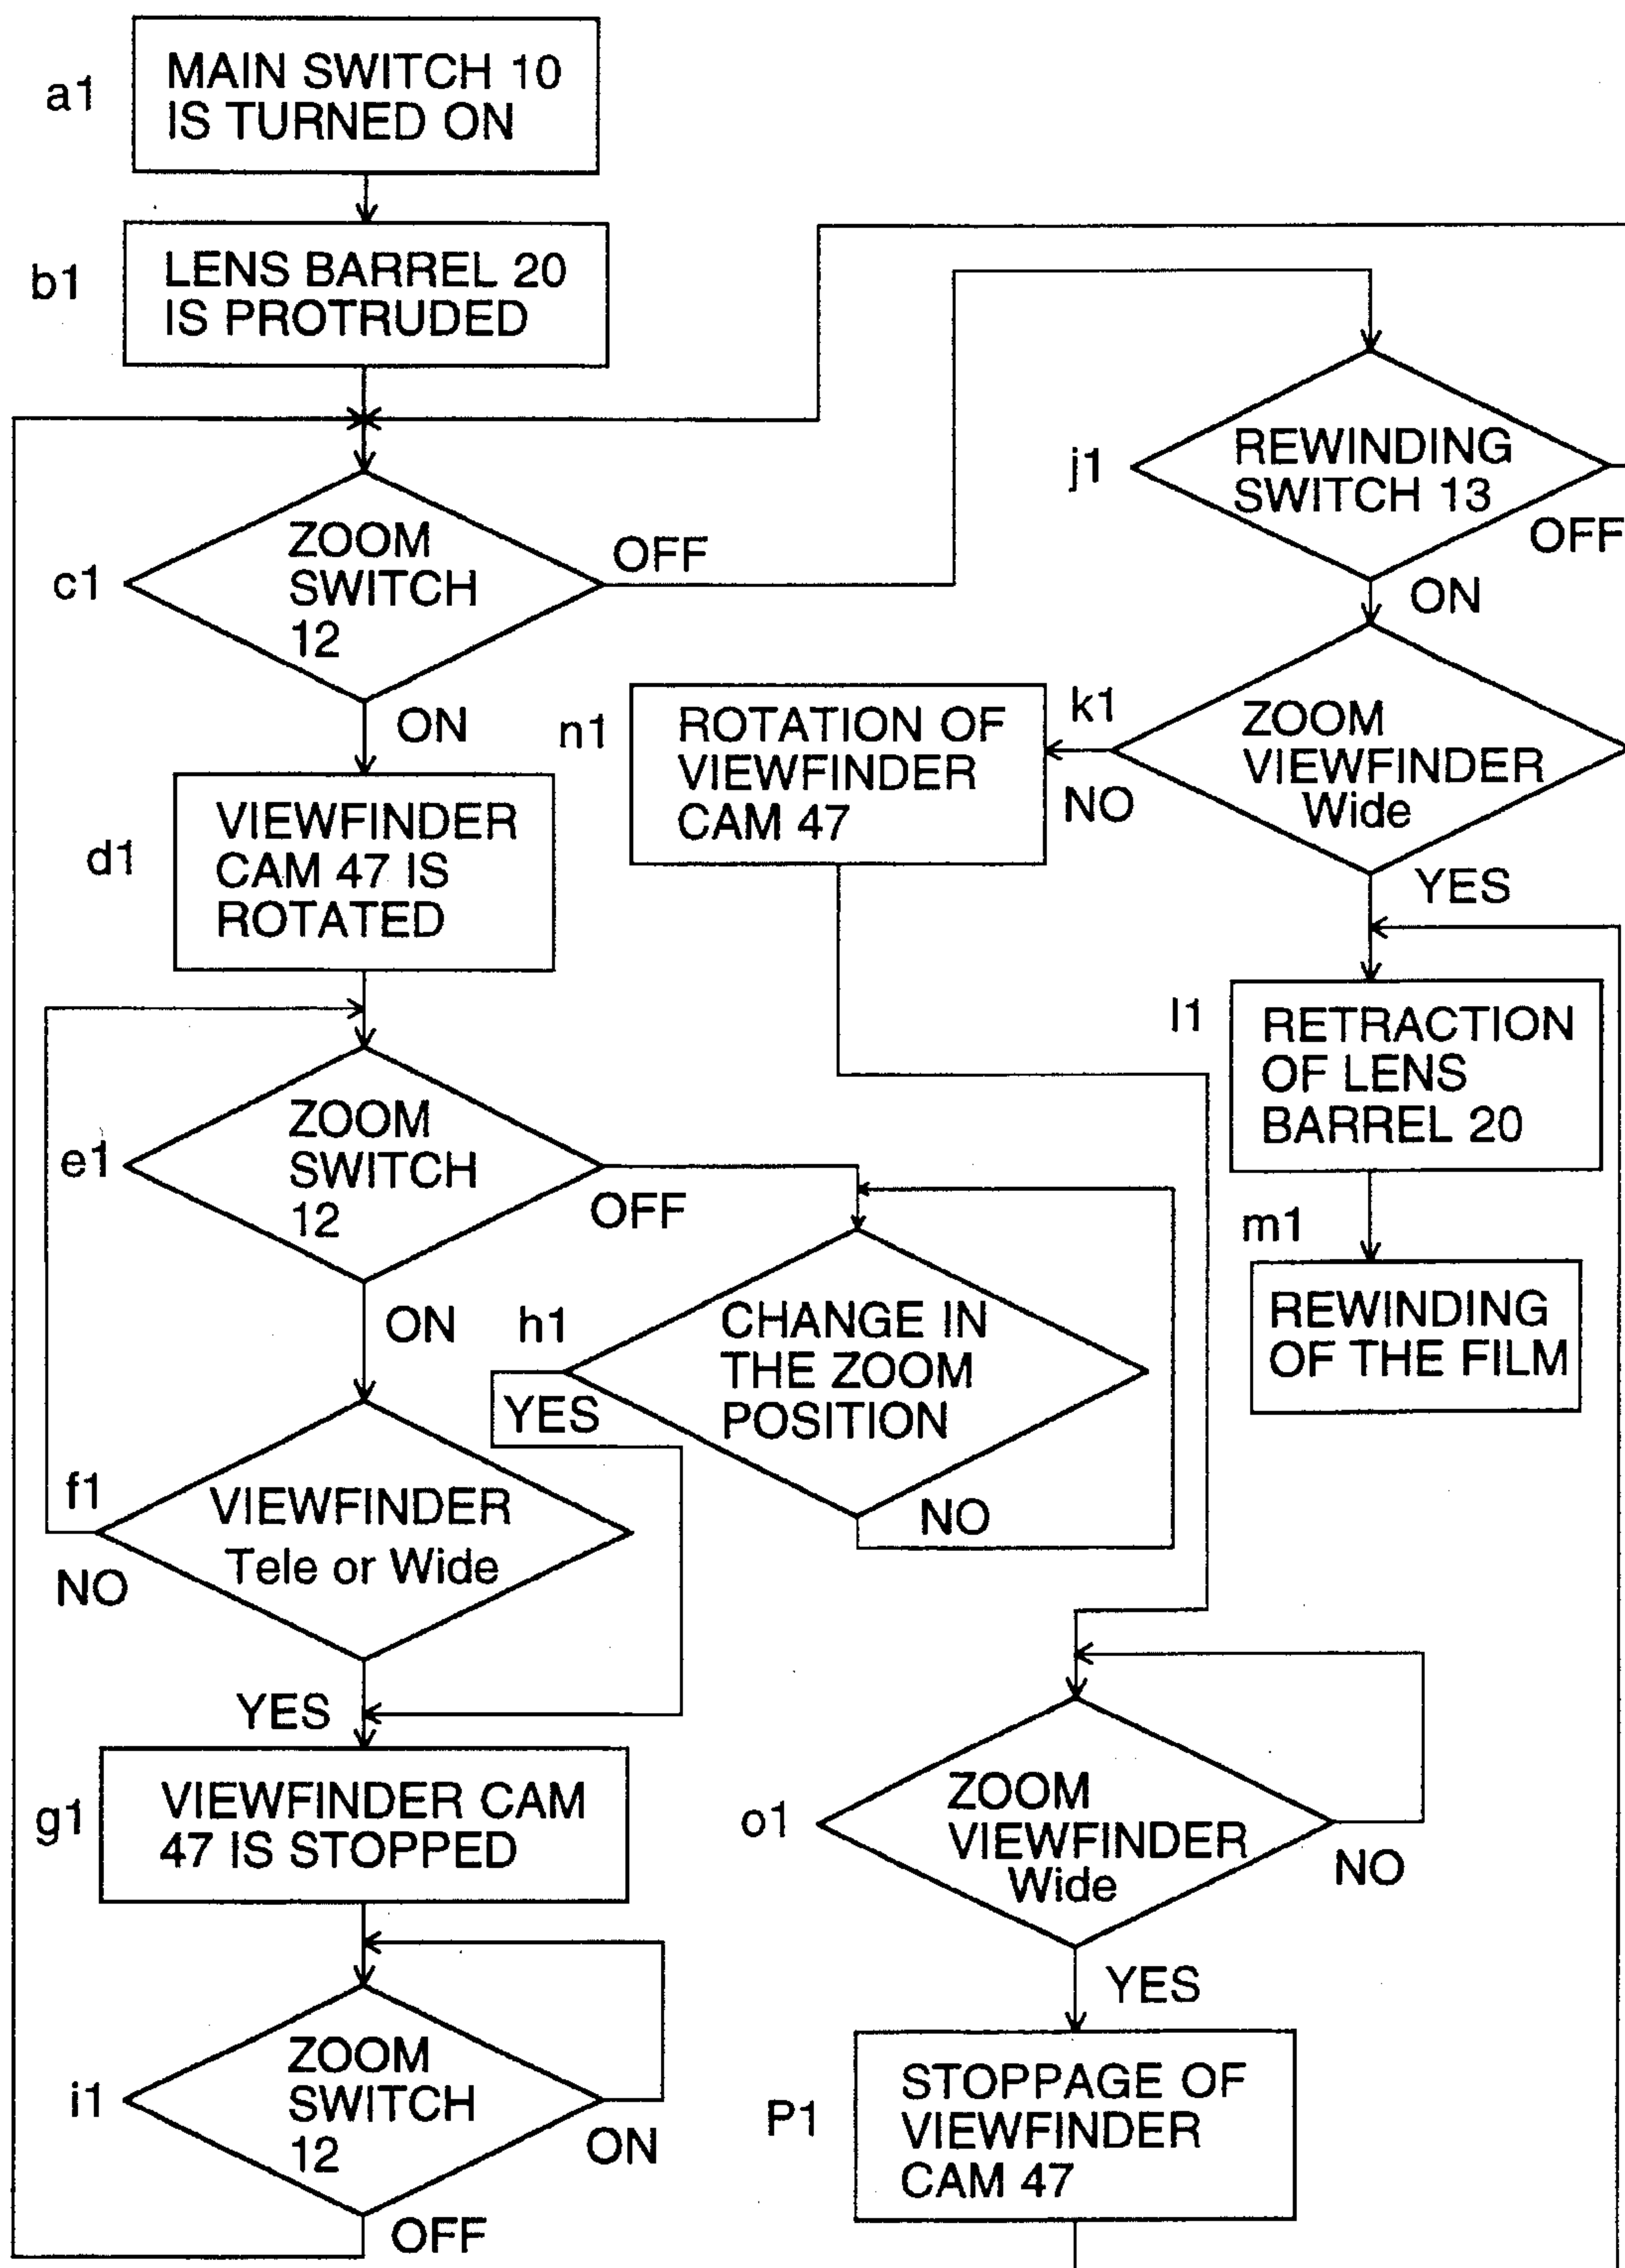 a1
MAIN SWITCH 10
IS TURNED ON
b1
LENS BARREL 20
IS PROTRUDED
c1
ZOOM
SWITCH
12
OFF
ON
d1
VIEWFINDER
CAM 47 IS
ROTATED
e1
ZOOM
SWITCH
12
OFF
ON
f1
VIEWFINDER
Tele or Wide
NO
YES
h1
CHANGE IN
THE ZOOM
POSITION
YES
NO
g1
VIEWFINDER CAM
47 IS STOPPED
i1
ZOOM
SWITCH
12
ON
OFF
j1
REWINDING
SWITCH 13
OFF
ON
k1
ZOOM
VIEWFINDER
Wide
NO
YES
n1
ROTATION OF
VIEWFINDER
CAM 47
l1
RETRACTION
OF LENS
BARREL 20
m1
REWINDING
OF THE FILM
o1
ZOOM
VIEWFINDER
Wide
NO
YES
P1
STOPPAGE OF
VIEWFINDER
CAM 47